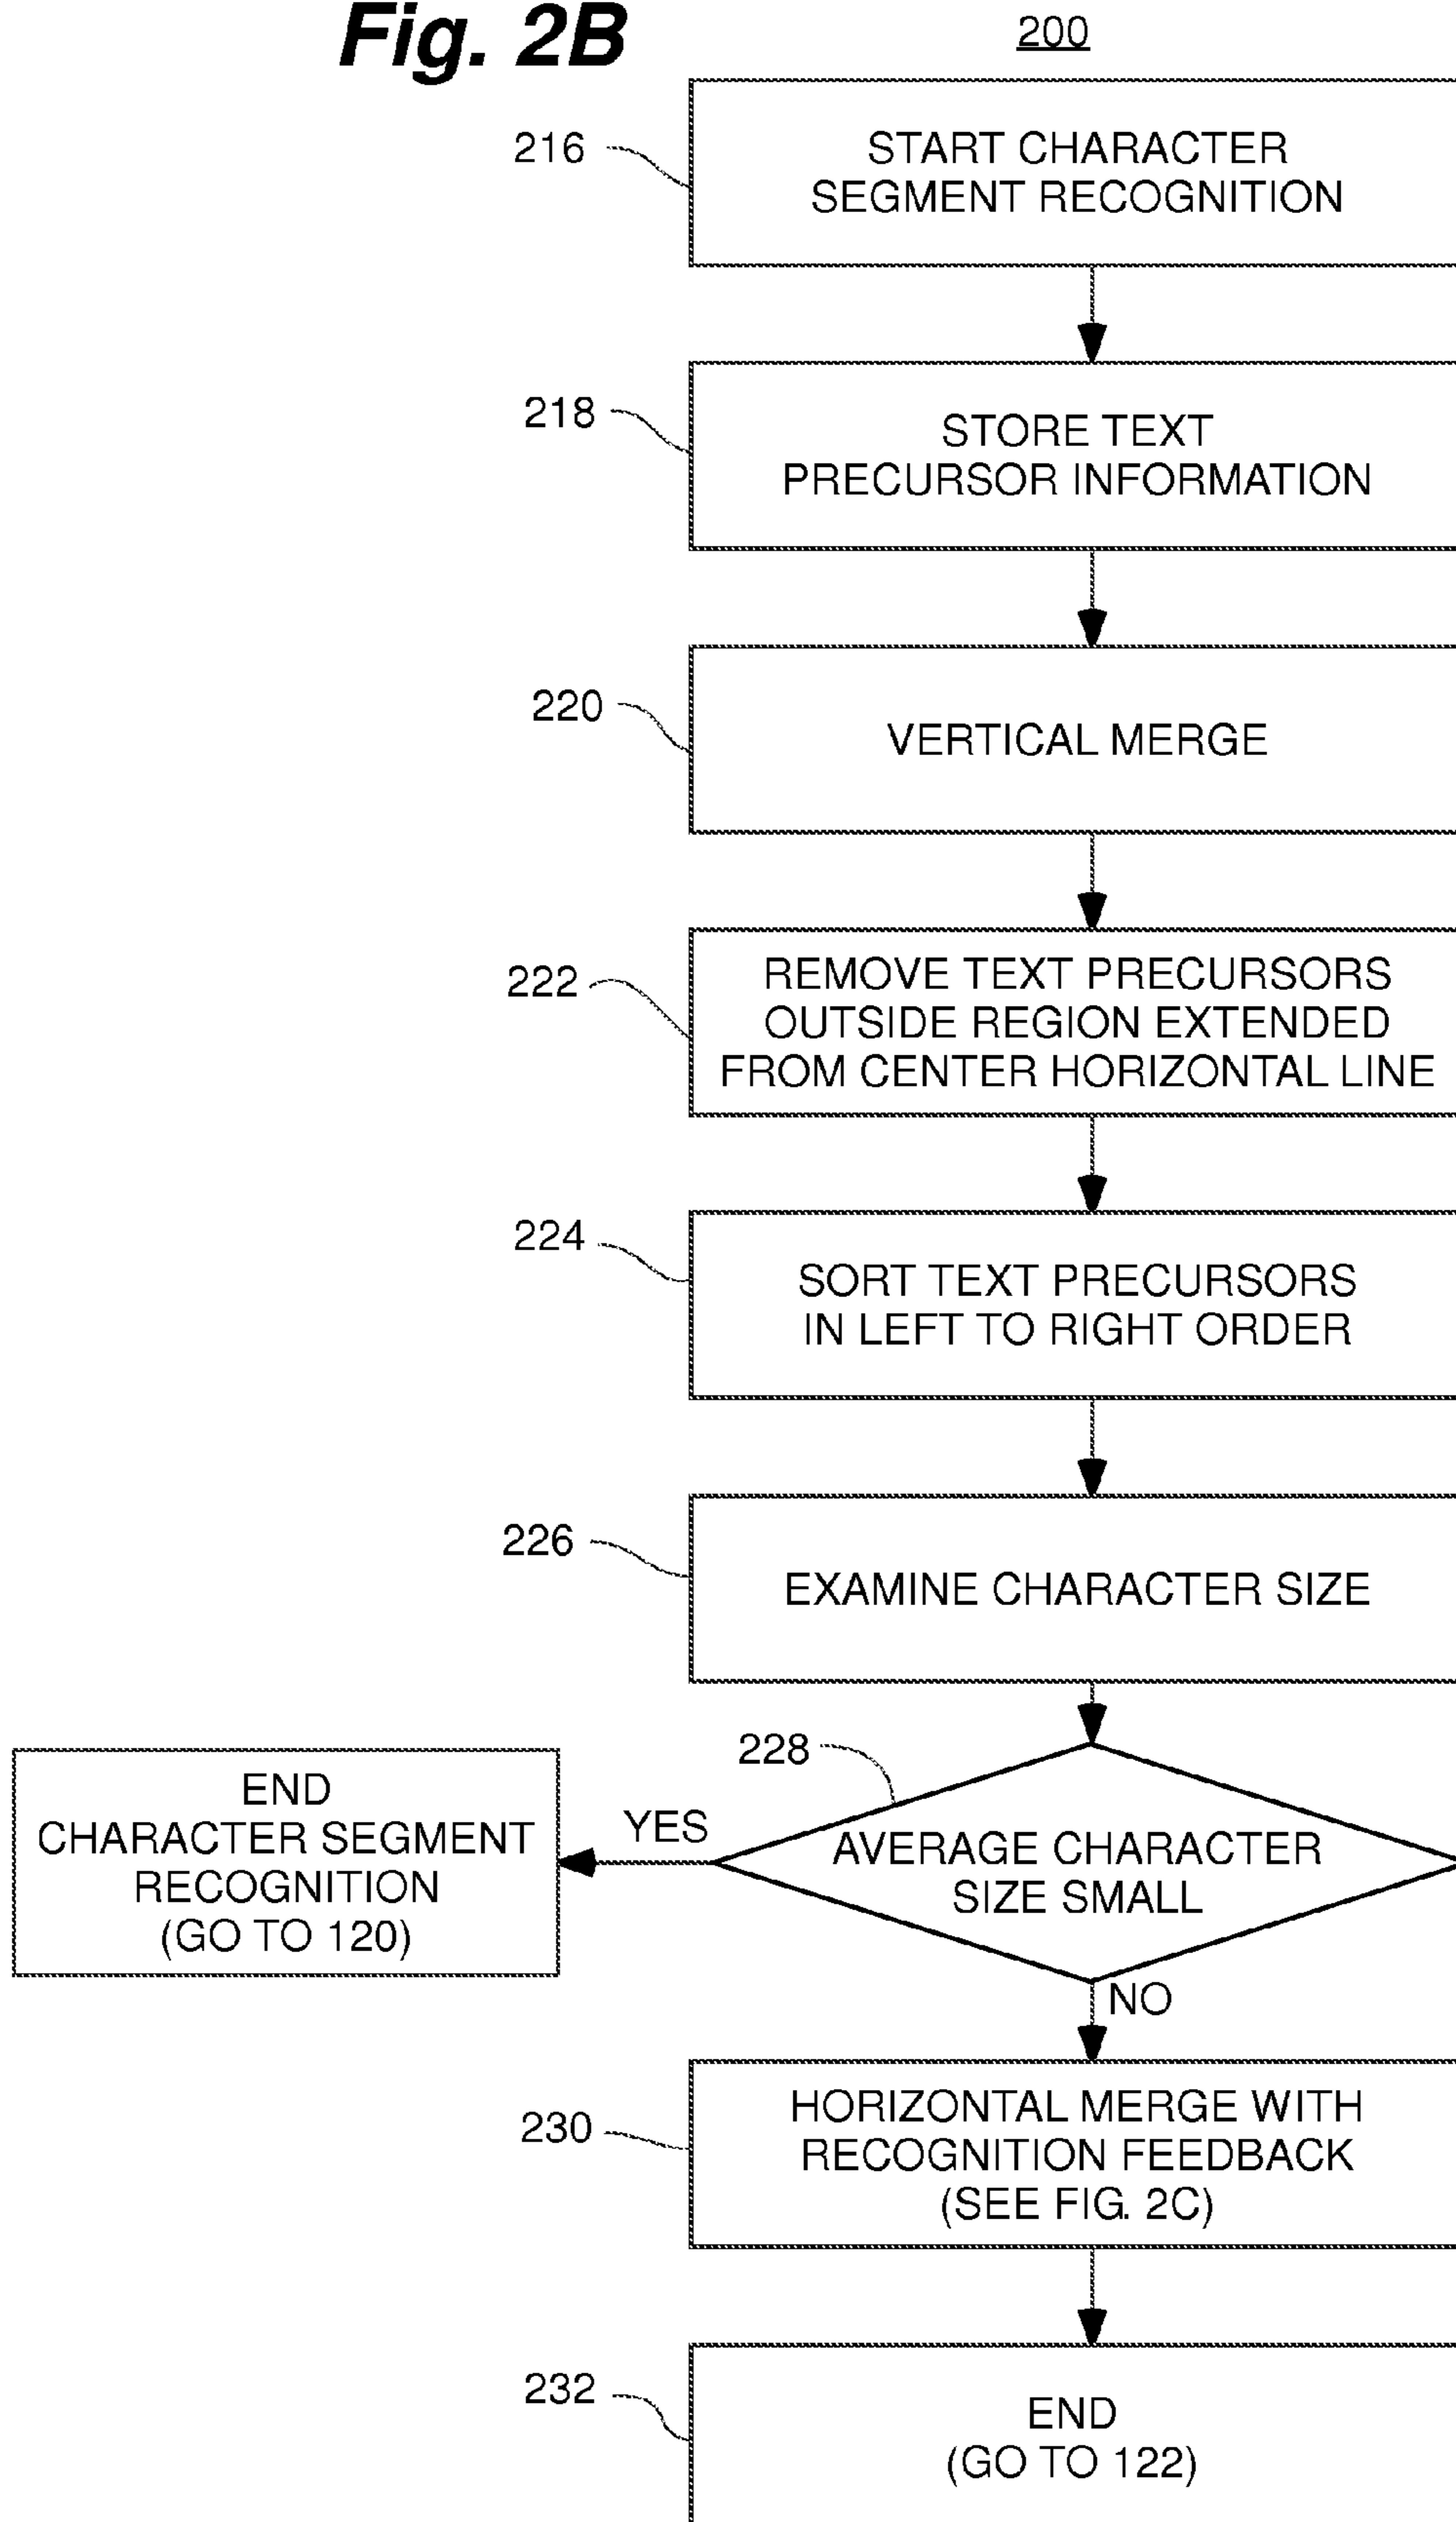 Fig. 2B
200
216
START CHARACTER
SEGMENT RECOGNITION
218
STORE TEXT
PRECURSOR INFORMATION
220
VERTICAL MERGE
222
REMOVE TEXT PRECURSORS
OUTSIDE REGION EXTENDED
FROM CENTER HORIZONTAL LINE
224
SORT TEXT PRECURSORS
IN LEFT TO RIGHT ORDER
226
EXAMINE CHARACTER SIZE
228
AVERAGE CHARACTER
SIZE SMALL
YES
END
CHARACTER SEGMENT
RECOGNITION
(GO TO 120)
NO
230
HORIZONTAL MERGE WITH
RECOGNITION FEEDBACK
(SEE FIG. 2C)
232
END
(GO TO 122)